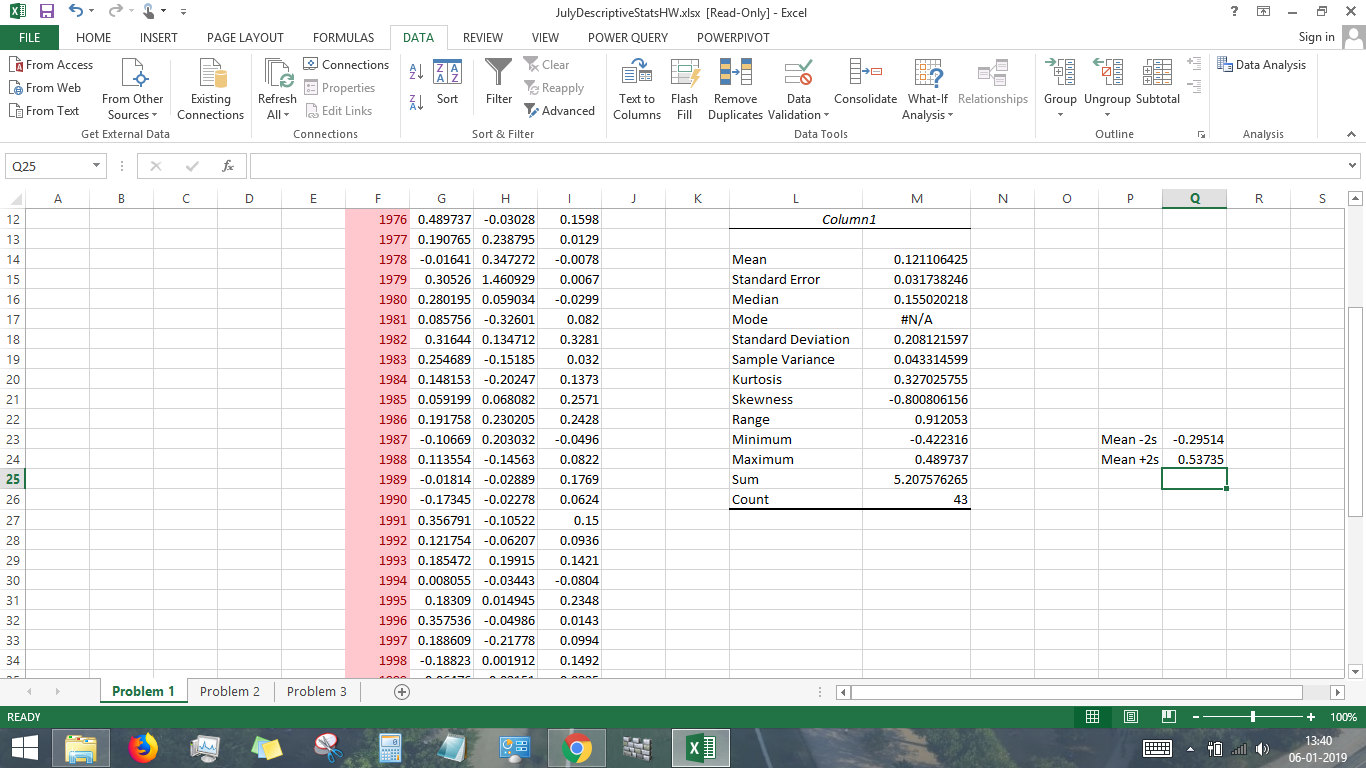 JulyDescriptiveStatsHW.xlsx [Read-Only] - Excel
FILE HOME INSERT PAGE LAYOUT FORMULAS DATA REVIEW VIEW POWER QUERY POWERPIVOT Sign in
From Access
From Web
From Text
From Other Sources
Existing Connections
Get External Data
Refresh All
Connections
Properties
Edit Links
Connections
Sort
Filter
Clear
Reapply
Advanced
Sort & Filter
Text to Columns
Flash Fill
Remove Duplicates
Data Validation
Consolidate
What-If Analysis
Relationships
Data Tools
Group
Ungroup
Subtotal
Outline
Data Analysis
Analysis
Q25 fx
A B C D E F G H I J K L M N O P Q R S
12 1976 0.489737 -0.03028 0.1598 Column1
13 1977 0.190765 0.238795 0.0129
14 1978 -0.01641 0.347272 -0.0078 Mean 0.121106425
15 1979 0.30526 1.460929 0.0067 Standard Error 0.031738246
16 1980 0.280195 0.059034 -0.0299 Median 0.155020218
17 1981 0.085756 -0.32601 0.082 Mode #N/A
18 1982 0.31644 0.134712 0.3281 Standard Deviation 0.208121597
19 1983 0.254689 -0.15185 0.032 Sample Variance 0.043314599
20 1984 0.148153 -0.20247 0.1373 Kurtosis 0.327025755
21 1985 0.059199 0.068082 0.2571 Skewness -0.800806156
22 1986 0.191758 0.230205 0.2428 Range 0.912053
23 1987 -0.10669 0.203032 -0.0496 Minimum -0.422316 Mean -2s -0.29514
24 1988 0.113554 -0.14563 0.0822 Maximum 0.489737 Mean +2s 0.53735
25 1989 -0.01814 -0.02889 0.1769 Sum 5.207576265
26 1990 -0.17345 -0.02278 0.0624 Count 43
27 1991 0.356791 -0.10522 0.15
28 1992 0.121754 -0.06207 0.0936
29 1993 0.185472 0.19915 0.1421
30 1994 0.008055 -0.03443 -0.0804
31 1995 0.18309 0.014945 0.2348
32 1996 0.357536 -0.04986 0.0143
33 1997 0.188609 -0.21778 0.0994
34 1998 -0.18823 0.001912 0.1492
Problem 1 Problem 2 Problem 3
READY 100%
13:40
06-01-2019